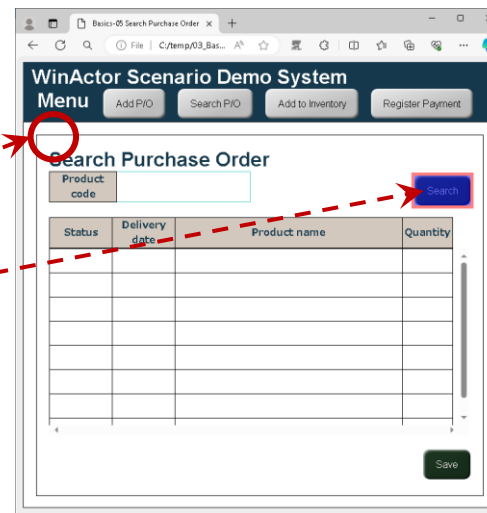 Basics-05 Search Purchase Order
File
C:/temp/03_Bas...
WinActor Scenario Demo System
Menu
Add P/O
Search P/O
Add to Inventory
Register Payment
Search Purchase Order
Product code
Search
Status
Delivery date
Product name
Quantity
Save